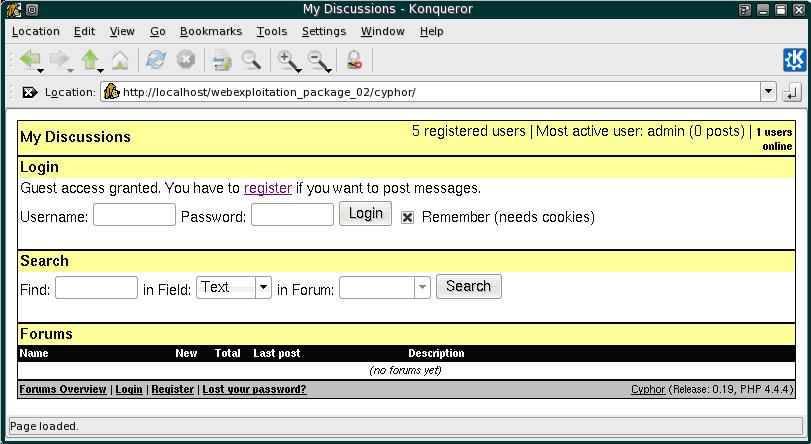 My Discussions - Konqueror
Location Edit View Go Bookmarks Tools Settings Window Help
Location: http://localhost/webexploitation_package_02/cyphor/
My Discussions 5 registered users | Most active user: admin (0 posts) | 1 users
online
Login
Guest access granted. You have to register if you want to post messages.
Username: Password: Login Remember (needs cookies)
Search
Find: in Field: Text in Forum: Search
Forums
Name New Total Last post Description
(no forums yet)
Forums Overview | Login | Register | Lost your password? Cyphor (Release: 0.19, PHP 4.4.4)
Page loaded.